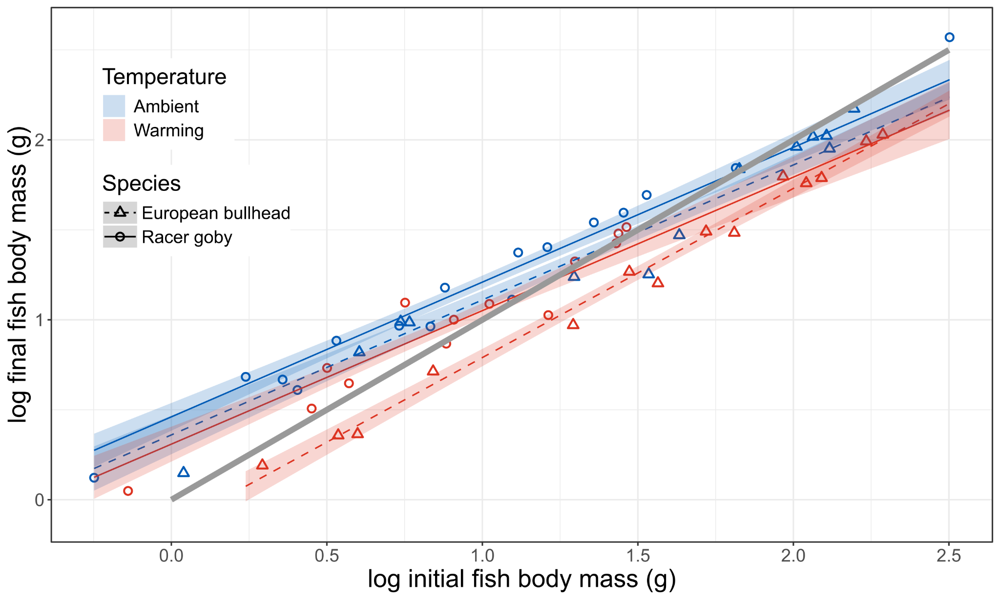 Temperature
Ambient
Warming
Species
European bullhead
Racer goby
log final fish body mass (g)
2
1
0
0.0 0.5 1.0 1.5 2.0 2.5
log initial fish body mass (g)